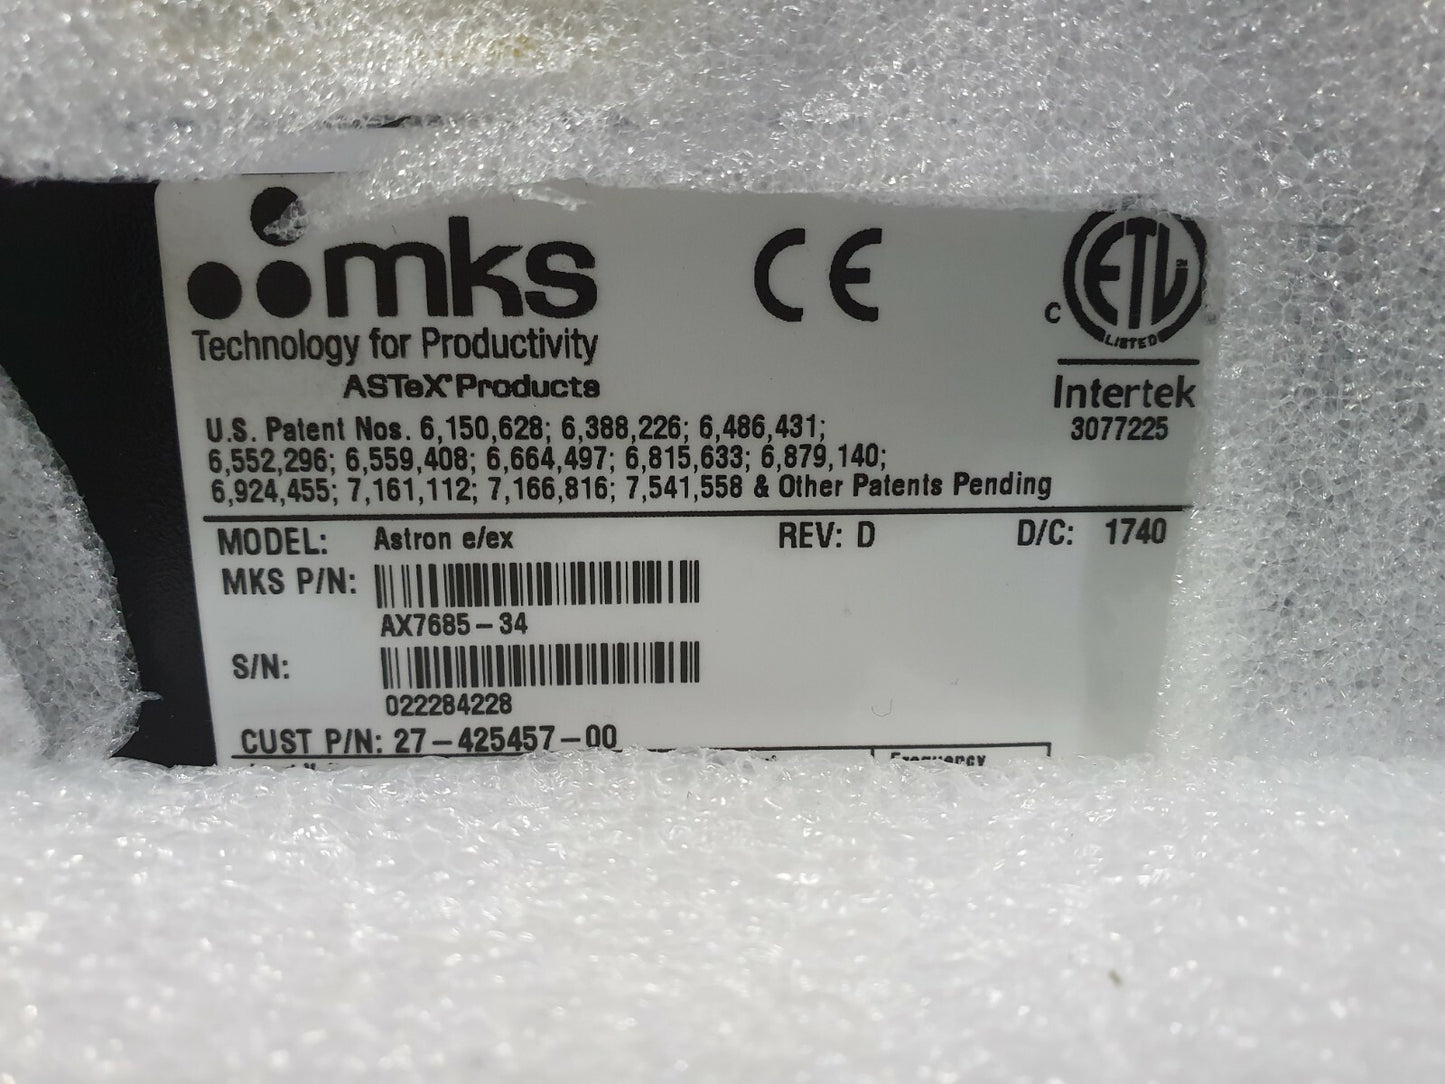 mks
CE
ETL
C
LISTED
Technology for Productivity
ASTeX® Products
Intertek
3077225
U.S. Patent Nos. 6,150,628; 6,388,226; 6,486,431;
6,552,296; 6,559,408; 6,664,497; 6,815,633; 6,879,140;
6,924,455; 7,161,112; 7,166,816; 7,541,558 & Other Patents Pending
MODEL: Astron e/ex REV: D D/C: 1740
MKS P/N:
AX7685-34
S/N:
022284228
CUST P/N: 27-425457-00
Frequency